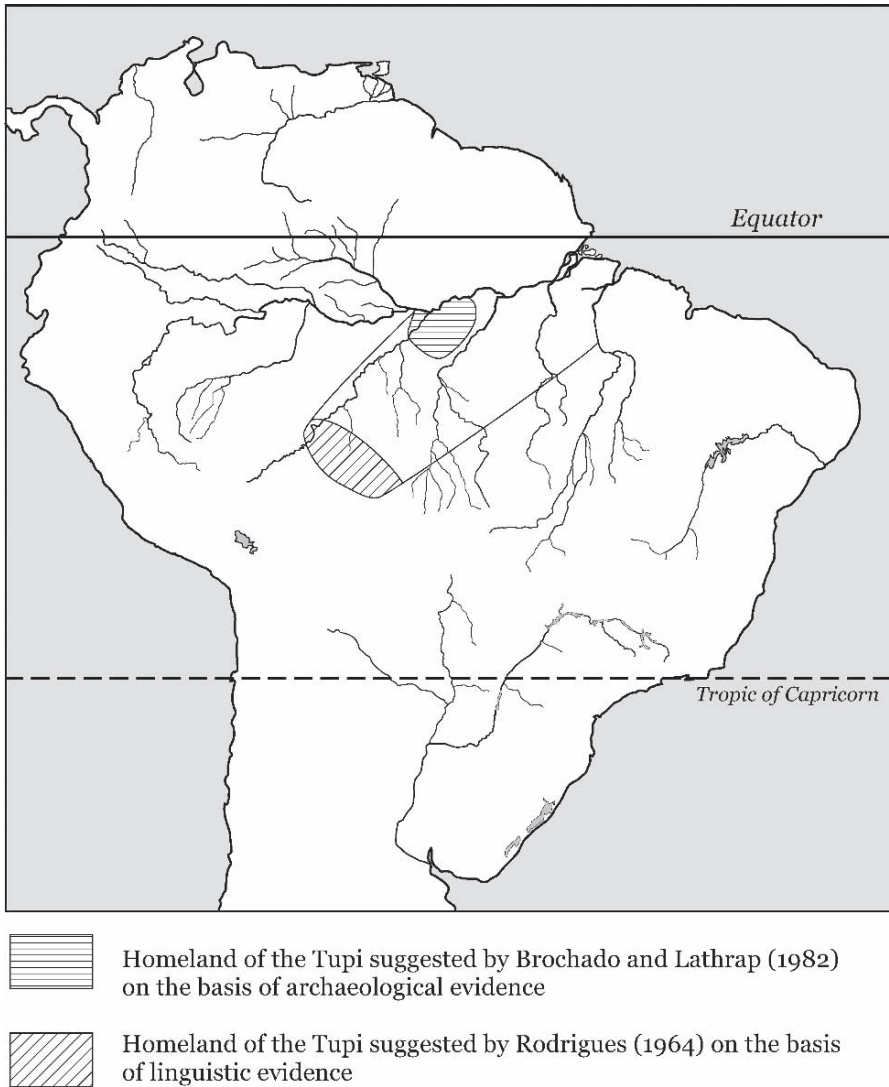 Equator
Tropic of Capricorn
Homeland of the Tupi suggested by Brochado and Lathrap (1982)
on the basis of archaeological evidence
Homeland of the Tupi suggested by Rodrigues (1964) on the basis
of linguistic evidence